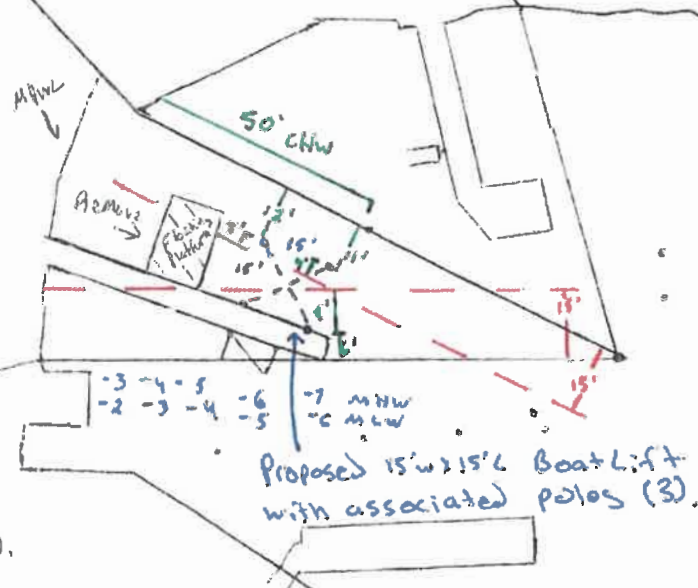 50' CHW
MHWL
Remove
Floating
Platform
12'
15'
15'
15'
15'
-3 -4 -5 -6 -7 MHW
-2 -3 -4 -5 -6 MLW
Proposed 15'w x 15'L Boat Lift
with associated poles (3).
).